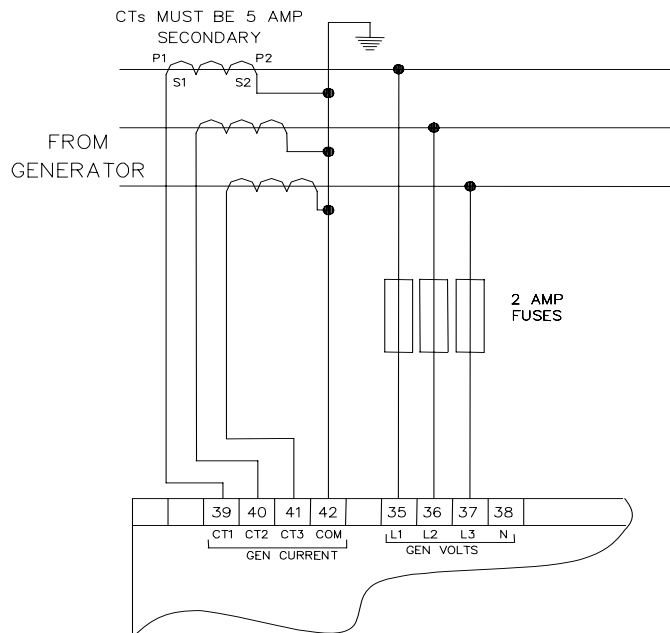 CTs MUST BE 5 AMP
SECONDARY
P1 P2
S1 S2
FROM
GENERATOR
2 AMP
FUSES
39 40 41 42 35 36 37 38
CT1 CT2 CT3 COM L1 L2 L3 N
GEN CURRENT GEN VOLTS